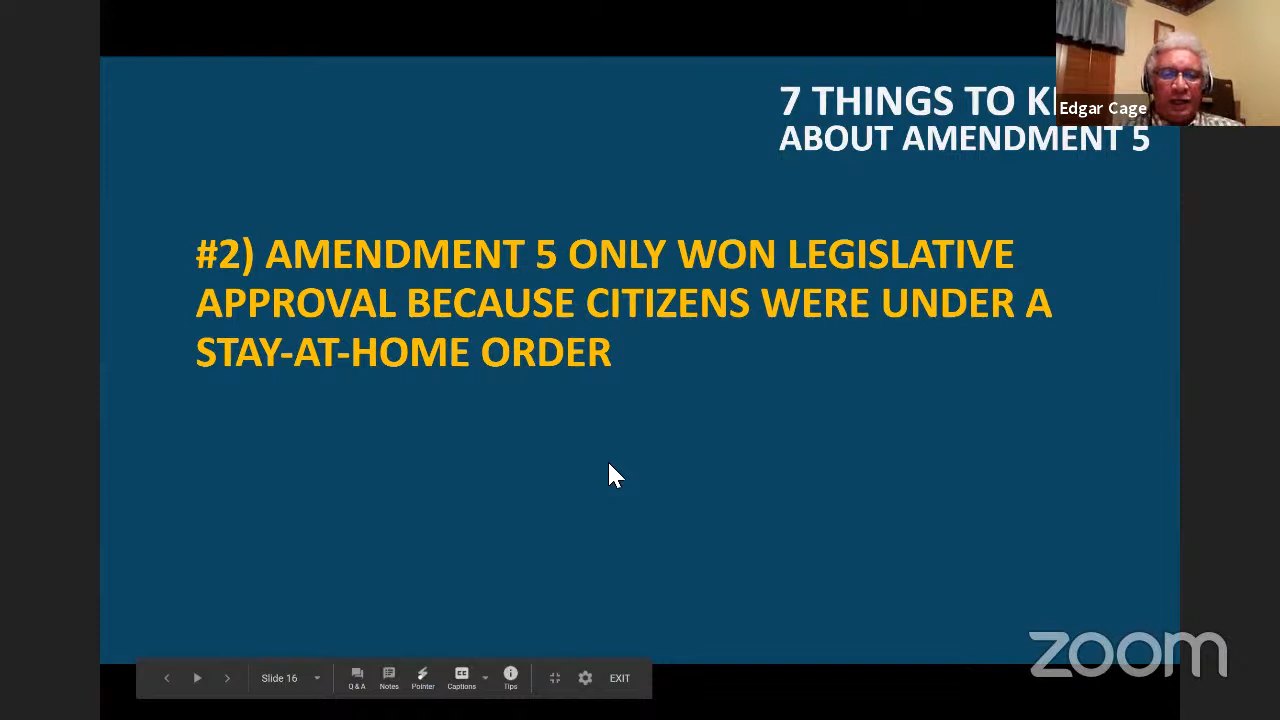 7 THINGS TO
ABOUT AMENDMENT 5
Edgar Cage
#2) AMENDMENT 5 ONLY WON LEGISLATIVE
APPROVAL BECAUSE CITIZENS WERE UNDER A
STAY-AT-HOME ORDER
zoom
Slide 16
Q & A
Notes
Pointer
CC
Captions
Tips
EXIT